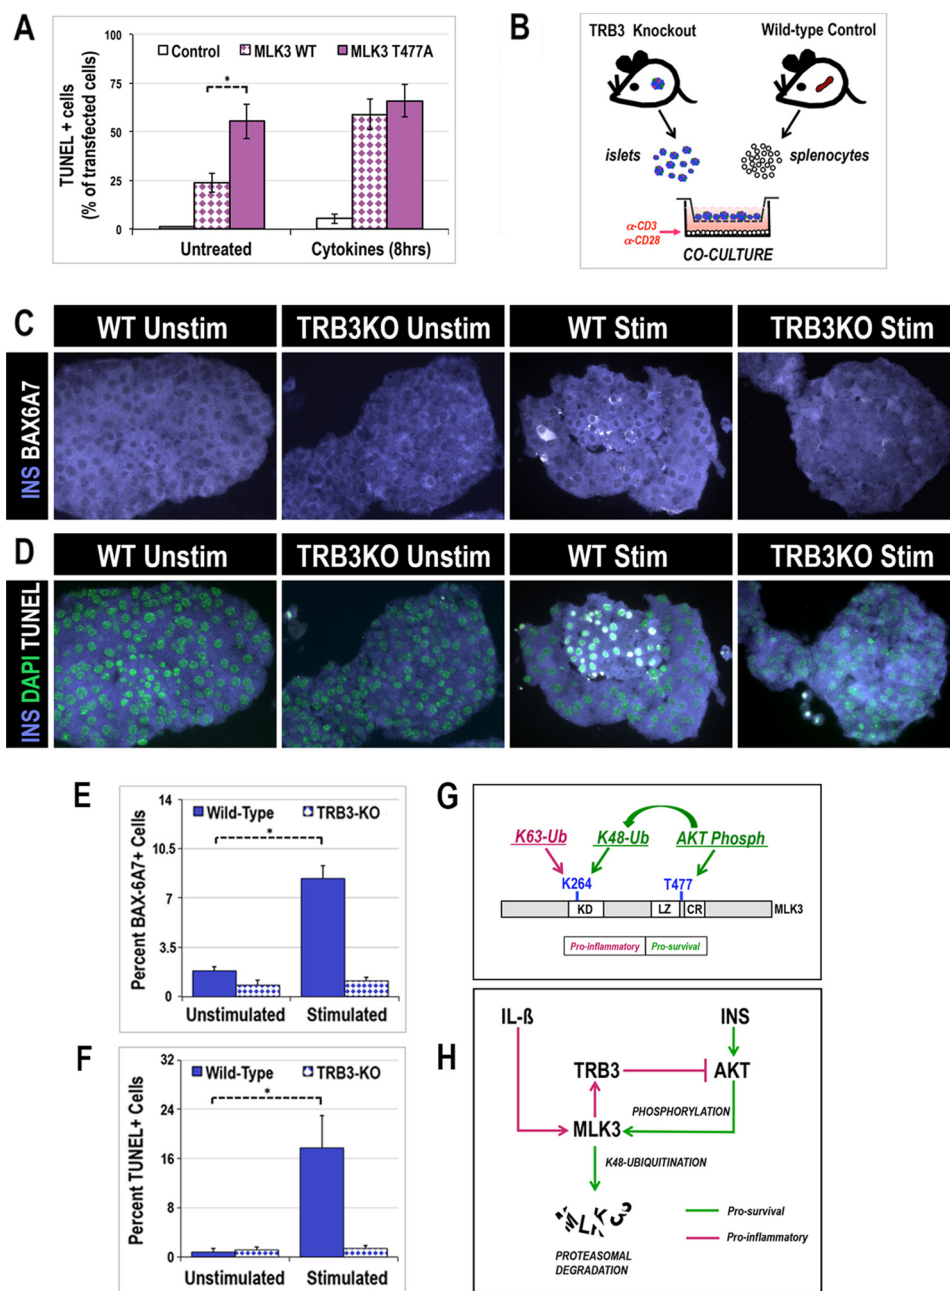 A
Control
MLK3 WT
MLK3 T477A
TUNEL + cells
(% of transfected cells)
100
75
50
25
0
*
Untreated
Cytokines (8hrs)
B
TRB3 Knockout
Wild-type Control
islets
splenocytes
α-CD3
α-CD28
CO-CULTURE
C
WT Unstim
TRB3KO Unstim
WT Stim
TRB3KO Stim
INS BAX6A7
D
WT Unstim
TRB3KO Unstim
WT Stim
TRB3KO Stim
INS DAPI TUNEL
E
Percent BAX-6A7+ Cells
14
10.5
7
3.5
0
Wild-Type
TRB3-KO
*
Unstimulated
Stimulated
F
Percent TUNEL+ Cells
32
24
16
8
0
Wild-Type
TRB3-KO
*
Unstimulated
Stimulated
G
K63-Ub
K48-Ub
AKT Phosph
K264
T477
KD
LZ
CR
MLK3
Pro-inflammatory
Pro-survival
H
IL-ß
INS
TRB3
AKT
PHOSPHORYLATION
MLK3
K48-UBIQUITINATION
MLK3
PROTEASOMAL
DEGRADATION
Pro-survival
Pro-inflammatory